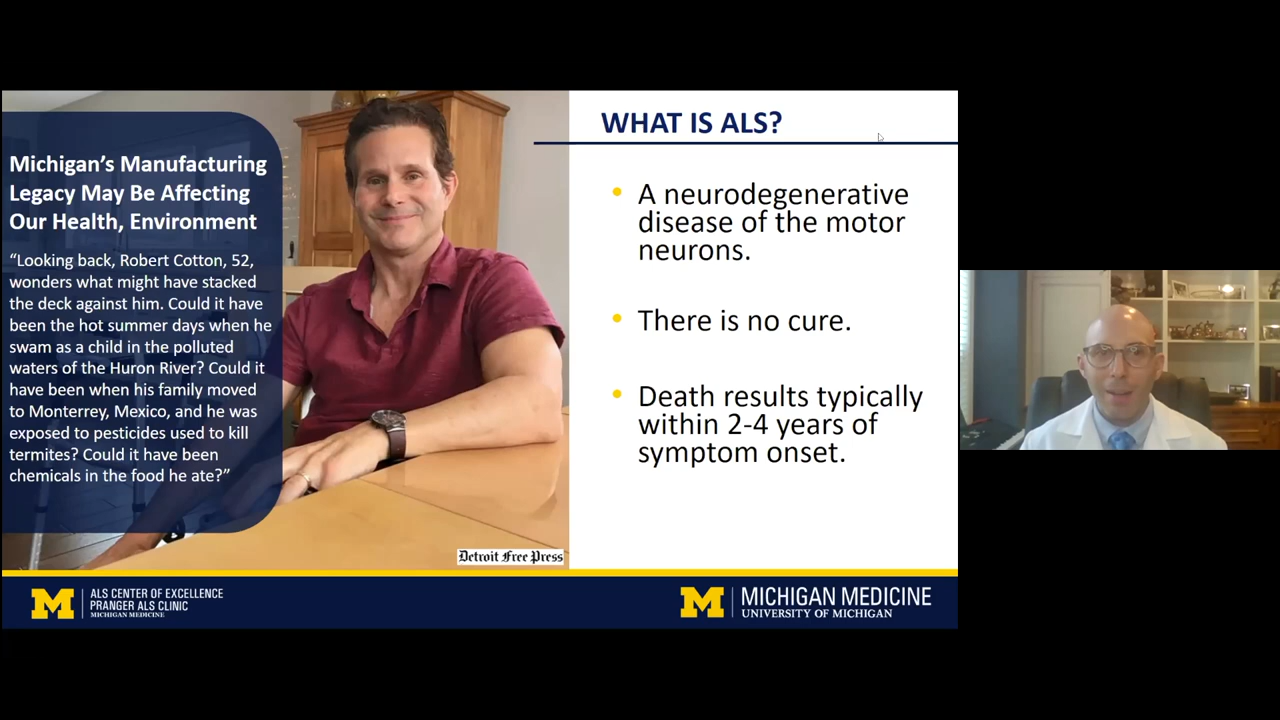 Michigan's Manufacturing
Legacy May Be Affecting
Our Health, Environment
“Looking back, Robert Cotton, 52,
wonders what might have stacked
the deck against him. Could it have
been the hot summer days when he
swam as a child in the polluted
waters of the Huron River? Could it
have been when his family moved
to Monterrey, Mexico, and he was
exposed to pesticides used to kill
termites? Could it have been
chemicals in the food he ate?”
Detroit Free Press
WHAT IS ALS?
• A neurodegenerative
disease of the motor
neurons.
• There is no cure.
• Death results typically
within 2-4 years of
symptom onset.
M
ALS CENTER OF EXCELLENCE
PRANGER ALS CLINIC
MICHIGAN MEDICINE
M
MICHIGAN MEDICINE
UNIVERSITY OF MICHIGAN